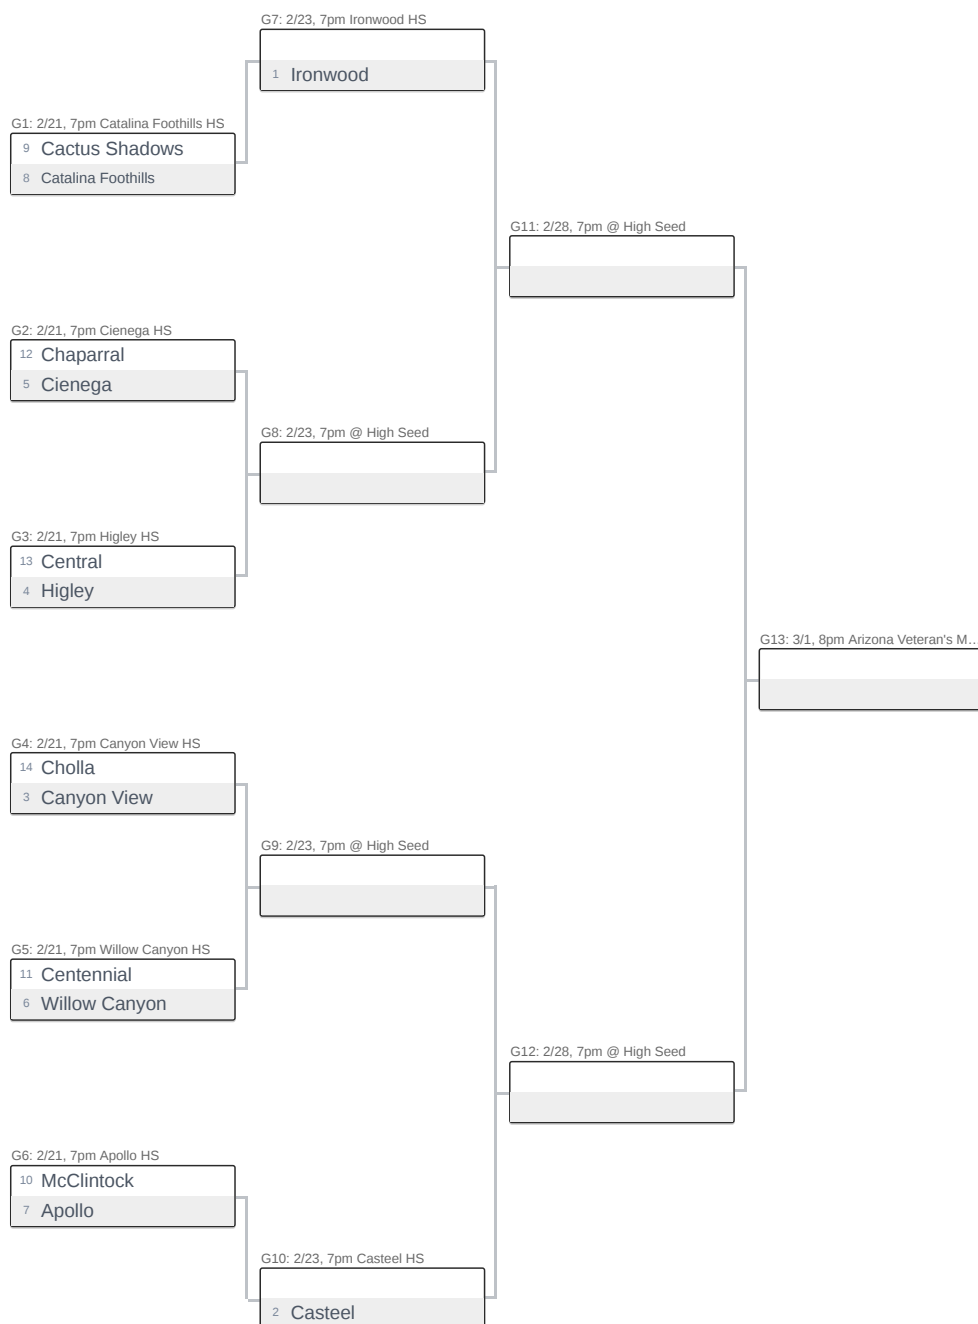 G7: 2/23, 7pm Ironwood HS
1 Ironwood
G1: 2/21, 7pm Catalina Foothills HS
9 Cactus Shadows
8 Catalina Foothills
G11: 2/28, 7pm @ High Seed
G2: 2/21, 7pm Cienega HS
12 Chaparral
5 Cienega
G8: 2/23, 7pm @ High Seed
G3: 2/21, 7pm Higley HS
13 Central
4 Higley
G13: 3/1, 8pm Arizona Veteran's M...
G4: 2/21, 7pm Canyon View HS
14 Cholla
3 Canyon View
G9: 2/23, 7pm @ High Seed
G5: 2/21, 7pm Willow Canyon HS
11 Centennial
6 Willow Canyon
G12: 2/28, 7pm @ High Seed
G6: 2/21, 7pm Apollo HS
10 McClintock
7 Apollo
G10: 2/23, 7pm Casteel HS
2 Casteel